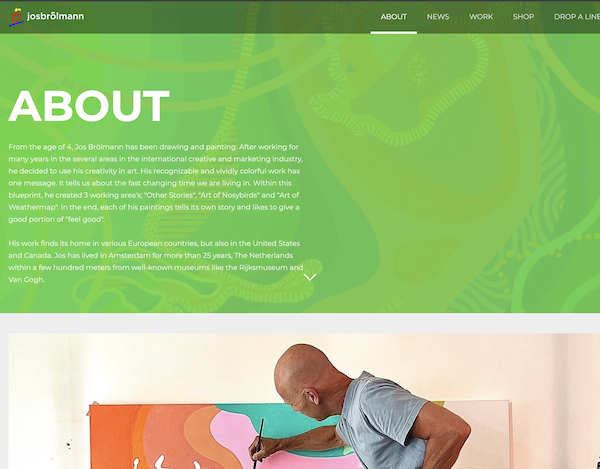 josbrölmann
ABOUT NEWS WORK SHOP DROP A LINE
ABOUT
From the age of 4, Jos Brölmann has been drawing and painting. After working for
many years in the several areas in the international creative and marketing industry,
he decided to use his creativity in art. His recognizable and vividly colorful work has
one message. It tells us about the fast changing time we are living in. Within this
blueprint, he created 3 working area's; "Other Stories", "Art of Nosybirds" and "Art of
Weathermap". In the end, each of his paintings tells its own story and likes to give a
good portion of "feel good".
His work finds its home in various European countries, but also in the United States
and Canada. Jos has lived in Amsterdam for more than 25 years, The Netherlands
within a few hundred meters from well-known museums like the Rijksmuseum and
Van Gogh.